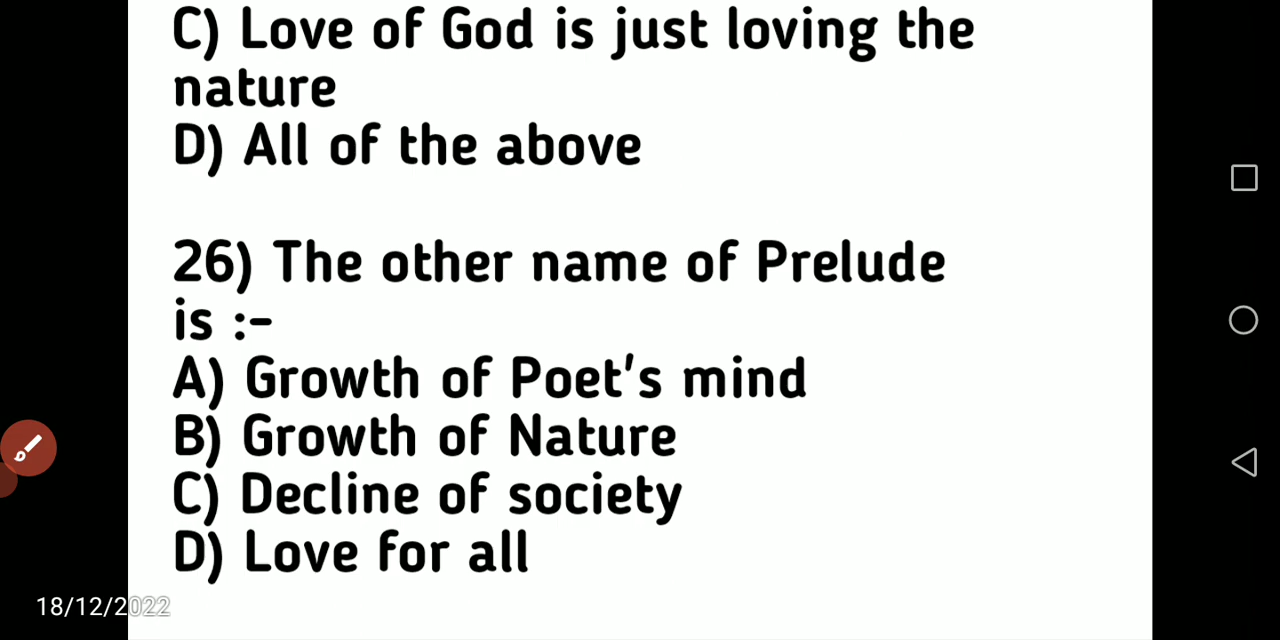 C) Love of God is just loving the
nature
D) All of the above
26) The other name of Prelude
is :-
A) Growth of Poet's mind
B) Growth of Nature
C) Decline of society
D) Love for all
18/12/2022